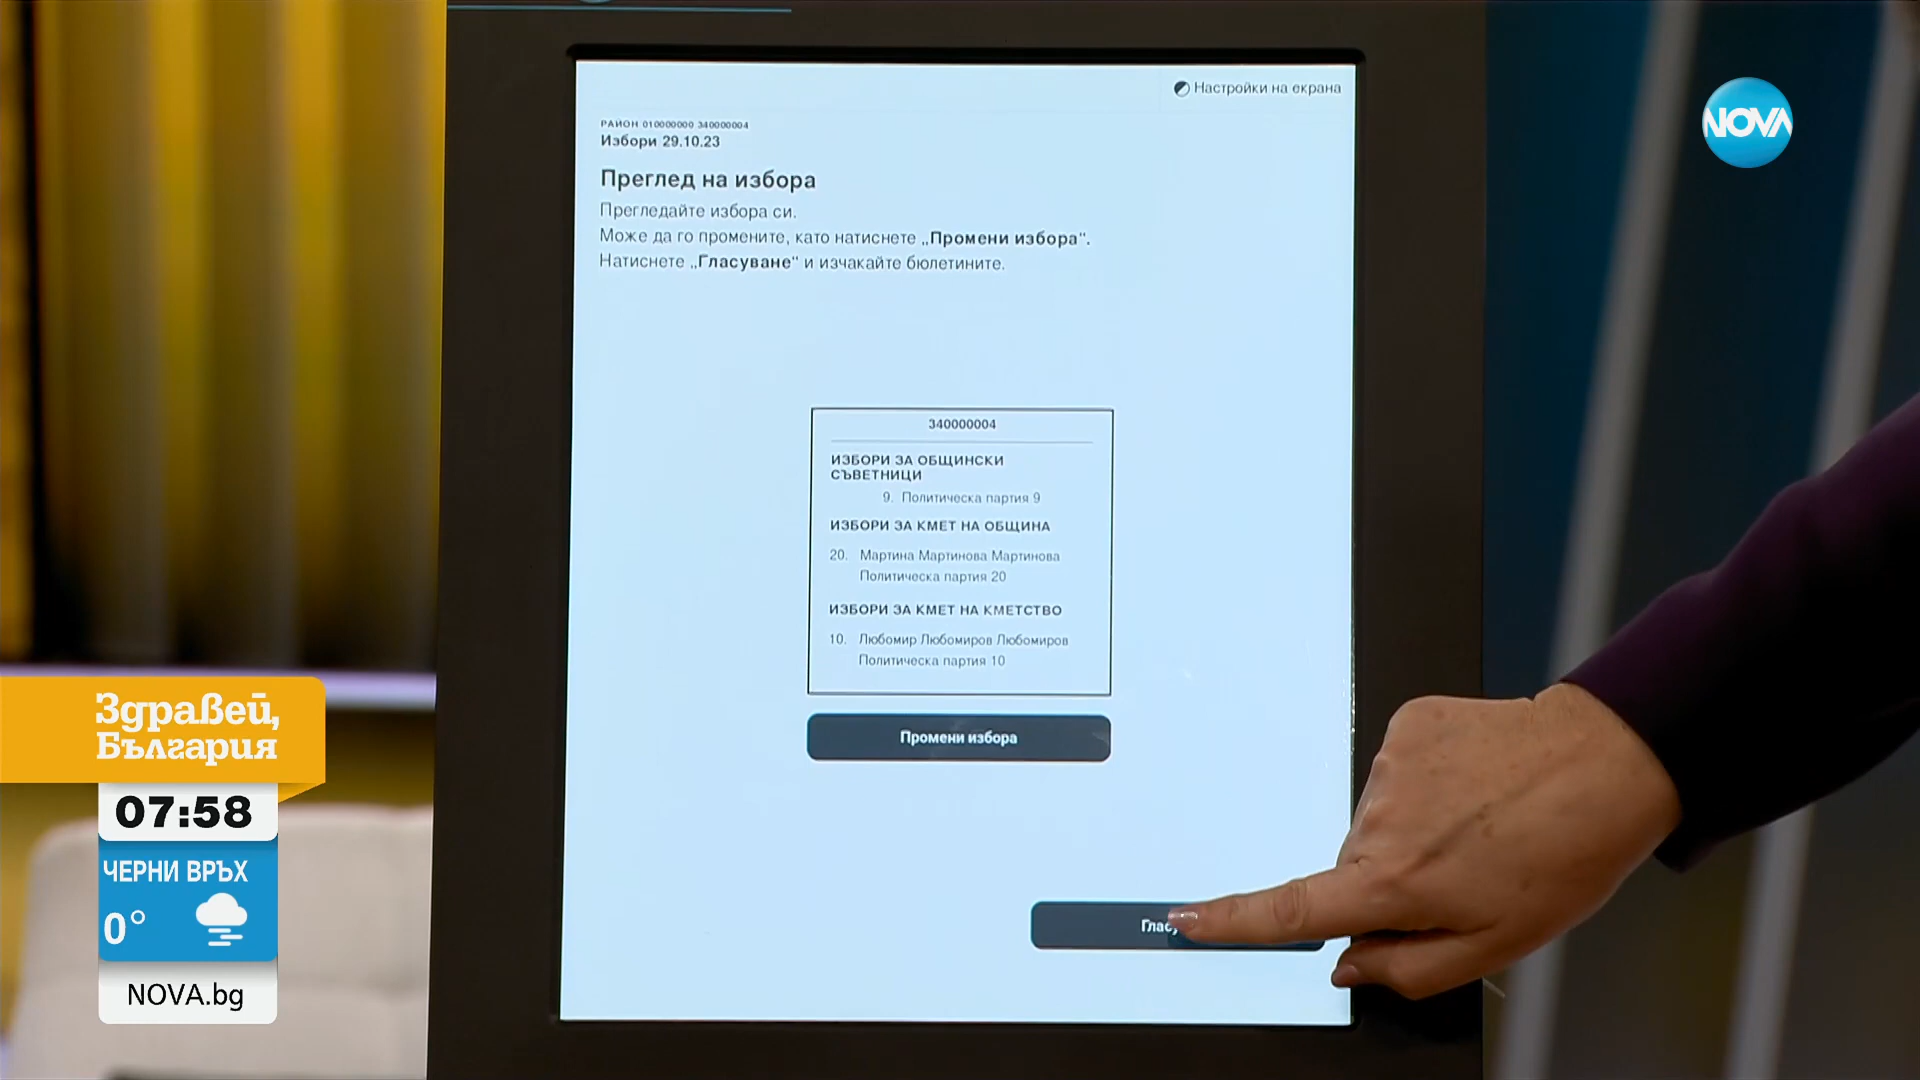 Настройки на екрана
РАЙОН 010000000 340000004
Избори 29.10.23
Преглед на избора
Прегледайте избора си.
Може да го промените, като натиснете „Промени избора“.
Натиснете „Гласуване“ и изчакайте бюлетините.
340000004
ИЗБОРИ ЗА ОБЩИНСКИ
СЪВЕТНИЦИ
9. Политическа партия 9
ИЗБОРИ ЗА КМЕТ НА ОБЩИНА
20. Мартина Мартинова Мартинова
Политическа партия 20
ИЗБОРИ ЗА КМЕТ НА КМЕТСТВО
10. Любомир Любомиров Любомиров
Политическа партия 10
Промени избора
NOVA
Здравей,
България
07:58
ЧЕРНИ ВРЪХ
0°
NOVA.bg